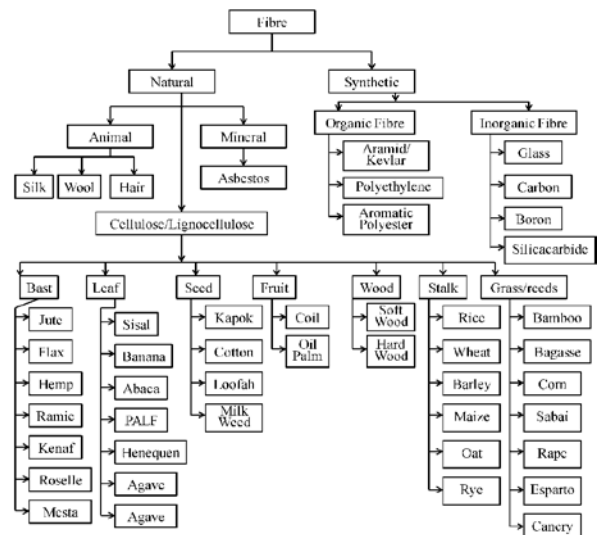 Fibre
Natural
Synthetic
Animal
Mineral
Organic Fibre
Inorganic Fibre
Silk
Wool
Hair
Asbestos
Aramid/
Kevlar
Polyethylene
Aromatic
Polyester
Glass
Carbon
Boron
Silicacarbide
Cellulose/Lignocellulose
Bast
Leaf
Seed
Fruit
Wood
Stalk
Grass/reeds
Jute
Flax
Hemp
Ramie
Kenaf
Roselle
Mesta
Sisal
Banana
Abaca
PALF
Henequen
Agave
Agave
Kapok
Cotton
Loofah
Milk
Weed
Coil
Oil
Palm
Soft
Wood
Hard
Wood
Rice
Wheat
Barley
Maize
Oat
Rye
Bamboo
Bagasse
Corn
Sabai
Rape
Esparto
Canery